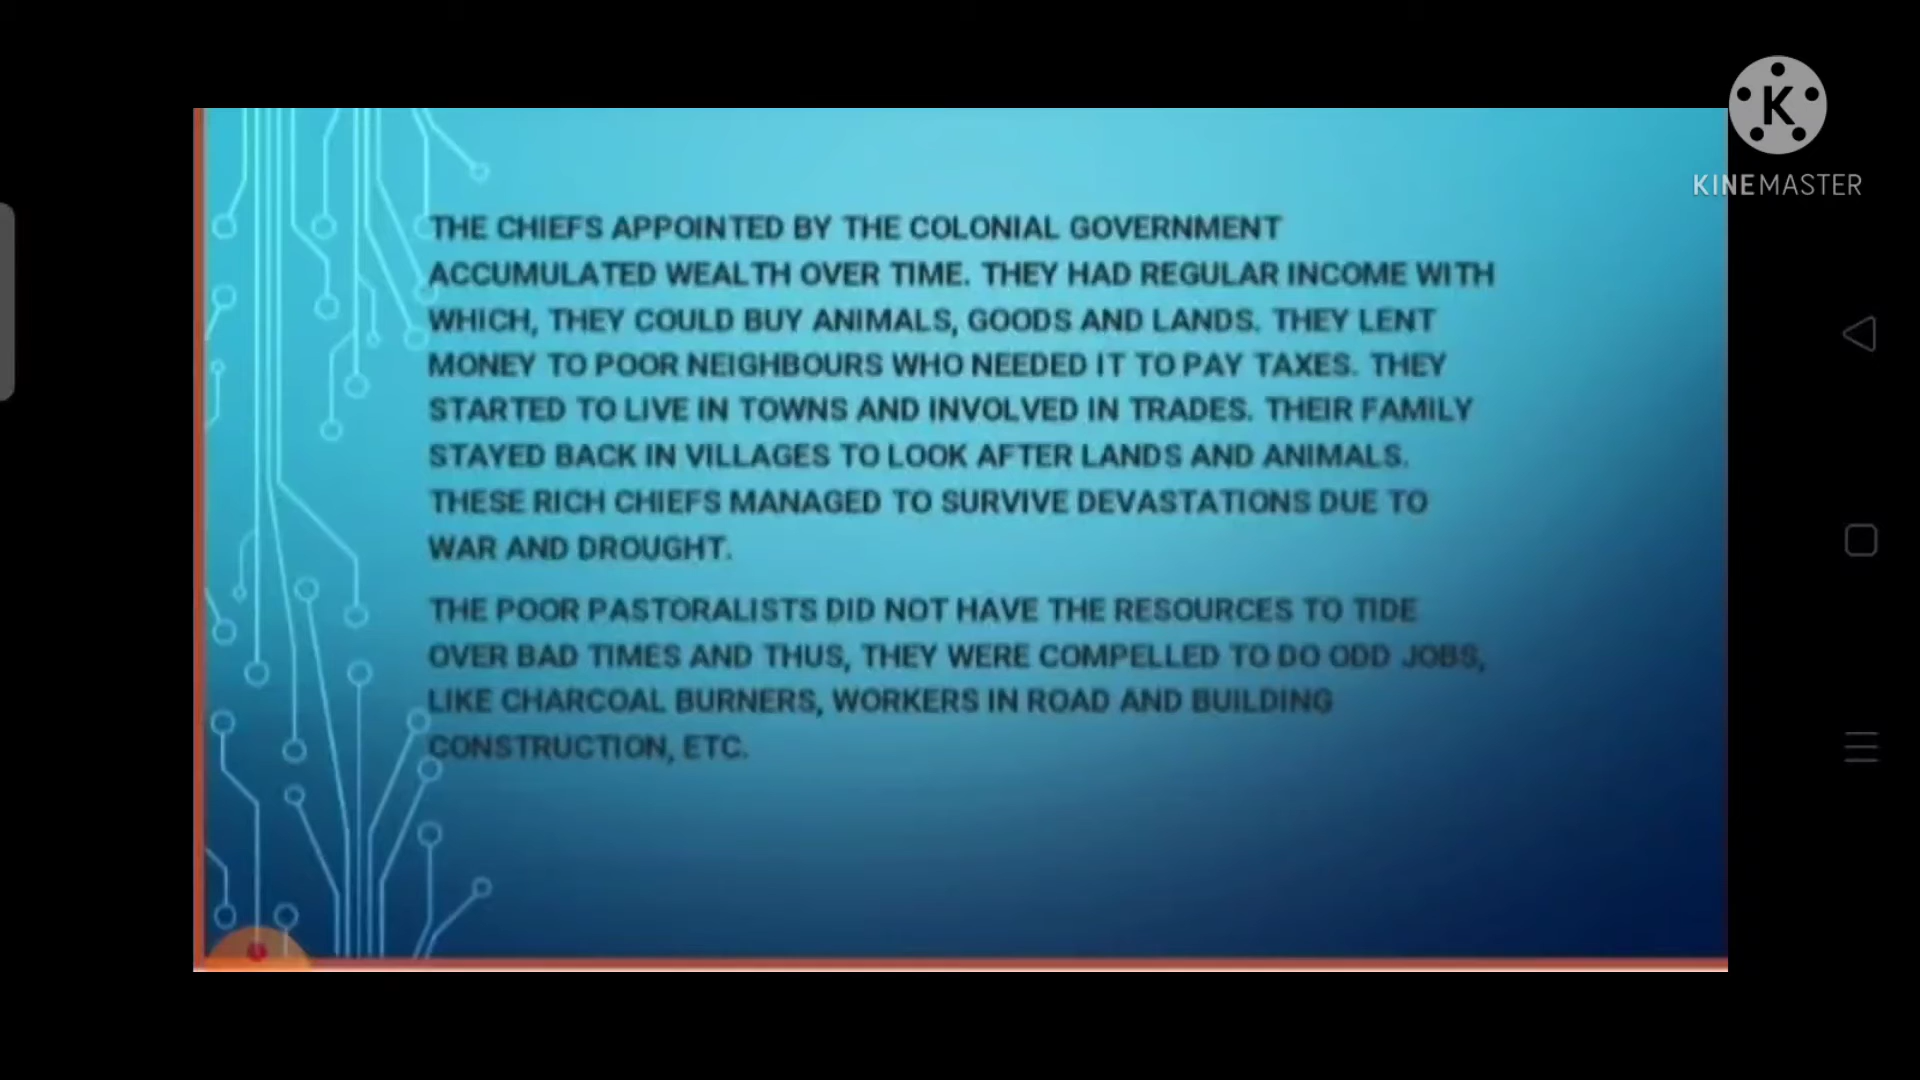 K
KINEMASTER
THE CHIEFS APPOINTED BY THE COLONIAL GOVERNMENT
ACCUMULATED WEALTH OVER TIME. THEY HAD REGULAR INCOME WITH
WHICH, THEY COULD BUY ANIMALS, GOODS AND LANDS. THEY LENT
MONEY TO POOR NEIGHBOURS WHO NEEDED IT TO PAY TAXES. THEY
STARTED TO LIVE IN TOWNS AND INVOLVED IN TRADES. THEIR FAMILY
STAYED BACK IN VILLAGES TO LOOK AFTER LANDS AND ANIMALS.
THESE RICH CHIEFS MANAGED TO SURVIVE DEVASTATIONS DUE TO
WAR AND DROUGHT.
THE POOR PASTORALISTS DID NOT HAVE THE RESOURCES TO TIDE
OVER BAD TIMES AND THUS, THEY WERE COMPELLED TO DO ODD JOBS,
LIKE CHARCOAL BURNERS, WORKERS IN ROAD AND BUILDING
CONSTRUCTION, ETC.